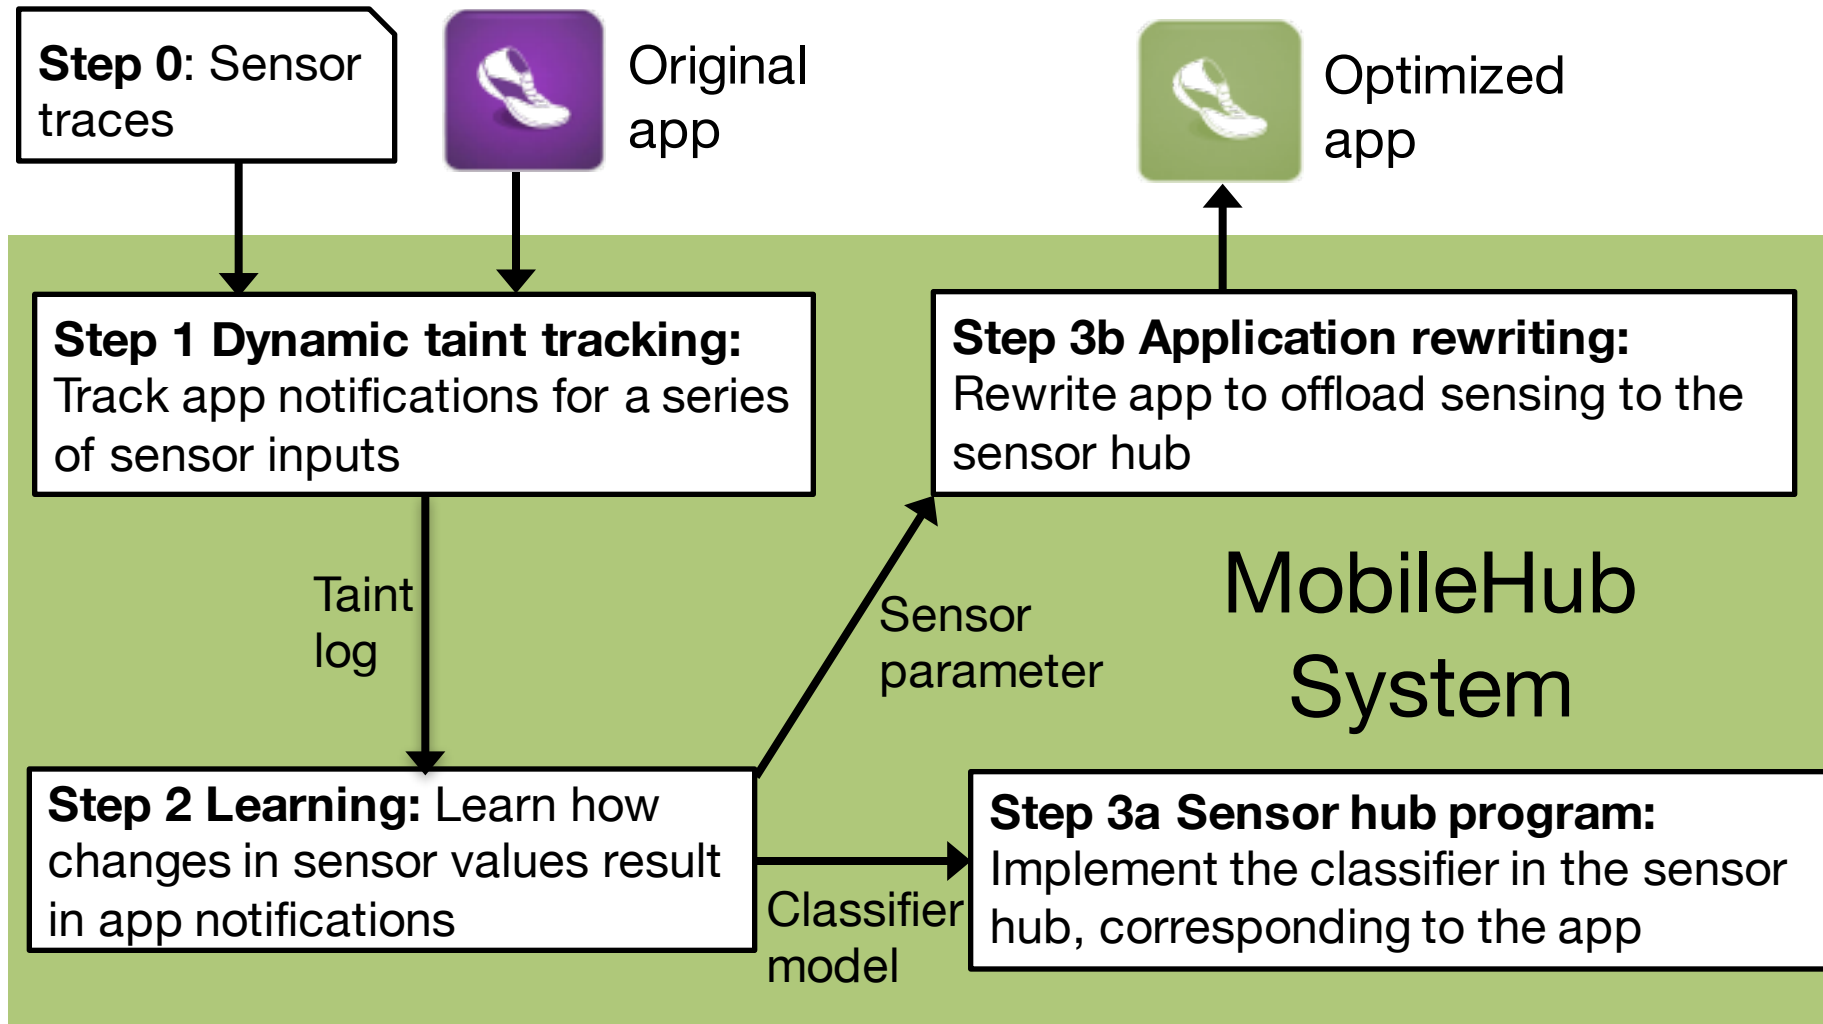 Step 0: Sensor
traces
Original
app
Optimized
app
Step 1 Dynamic taint tracking:
Track app notifications for a series
of sensor inputs
Step 3b Application rewriting:
Rewrite app to offload sensing to the
sensor hub
Taint
log
Sensor
parameter
MobileHub
System
Step 2 Learning: Learn how
changes in sensor values result
in app notifications
Classifier
model
Step 3a Sensor hub program:
Implement the classifier in the sensor
hub, corresponding to the app